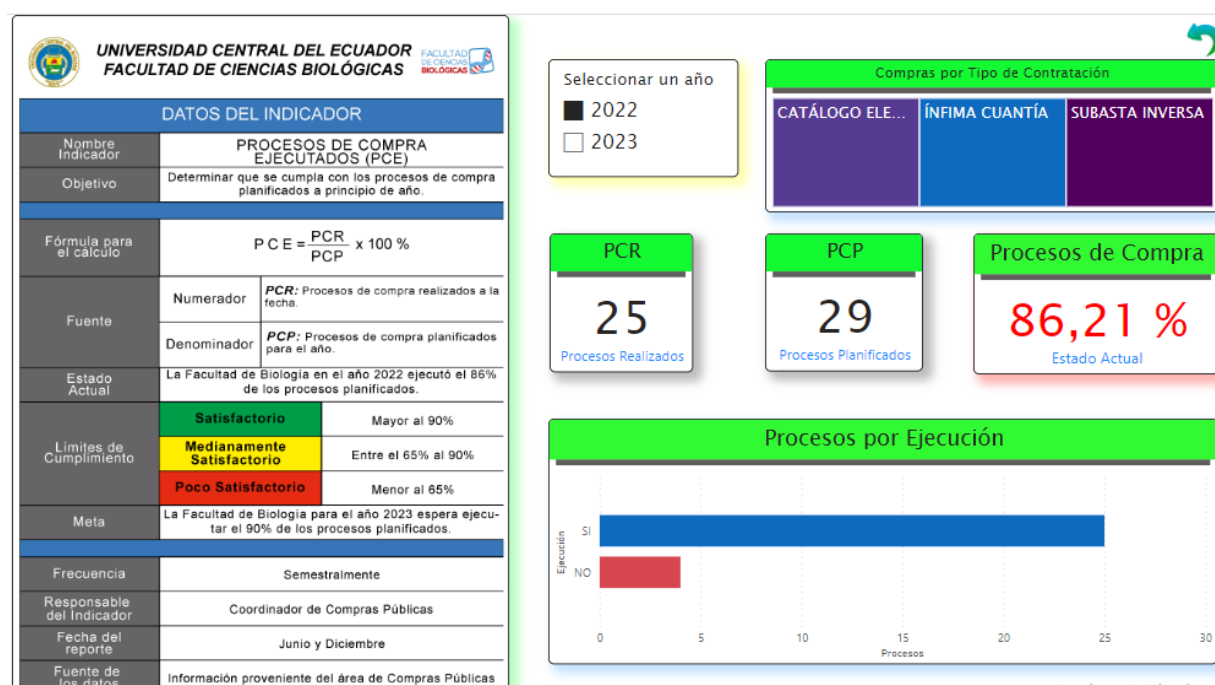 UNIVERSIDAD CENTRAL DEL ECUADOR
FACULTAD DE CIENCIAS BIOLÓGICAS
FACULTAD
DE CIENCIAS
BIOLÓGICAS
DATOS DEL INDICADOR
Nombre
Indicador
PROCESOS DE COMPRA
EJECUTADOS (PCE)
Objetivo
Determinar que se cumpla con los procesos de compra
planificados a principio de año.
Fórmula para
el cálculo
P C E = PCR / PCP x 100 %
Fuente
Numerador
PCR: Procesos de compra realizados a la
fecha.
Denominador
PCP: Procesos de compra planificados
para el año.
Estado
Actual
La Facultad de Biología en el año 2022 ejecutó el 86%
de los procesos planificados.
Límites de
Cumplimiento
Satisfactorio
Mayor al 90%
Medianamente
Satisfactorio
Entre el 65% al 90%
Poco Satisfactorio
Menor al 65%
Meta
La Facultad de Biología para el año 2023 espera ejecu-
tar el 90% de los procesos planificados.
Frecuencia
Semestralmente
Responsable
del Indicador
Coordinador de Compras Públicas
Fecha del
reporte
Junio y Diciembre
Fuente de
los datos
Información proveniente del área de Compras Públicas
Seleccionar un año
2022
2023
Compras por Tipo de Contratación
CATÁLOGO ELE...
ÍNFIMA CUANTÍA
SUBASTA INVERSA
PCR
25
Procesos Realizados
PCP
29
Procesos Planificados
Procesos de Compra
86,21 %
Estado Actual
Procesos por Ejecución
Ejecución
SI
NO
0 5 10 15 20 25 30
Procesos